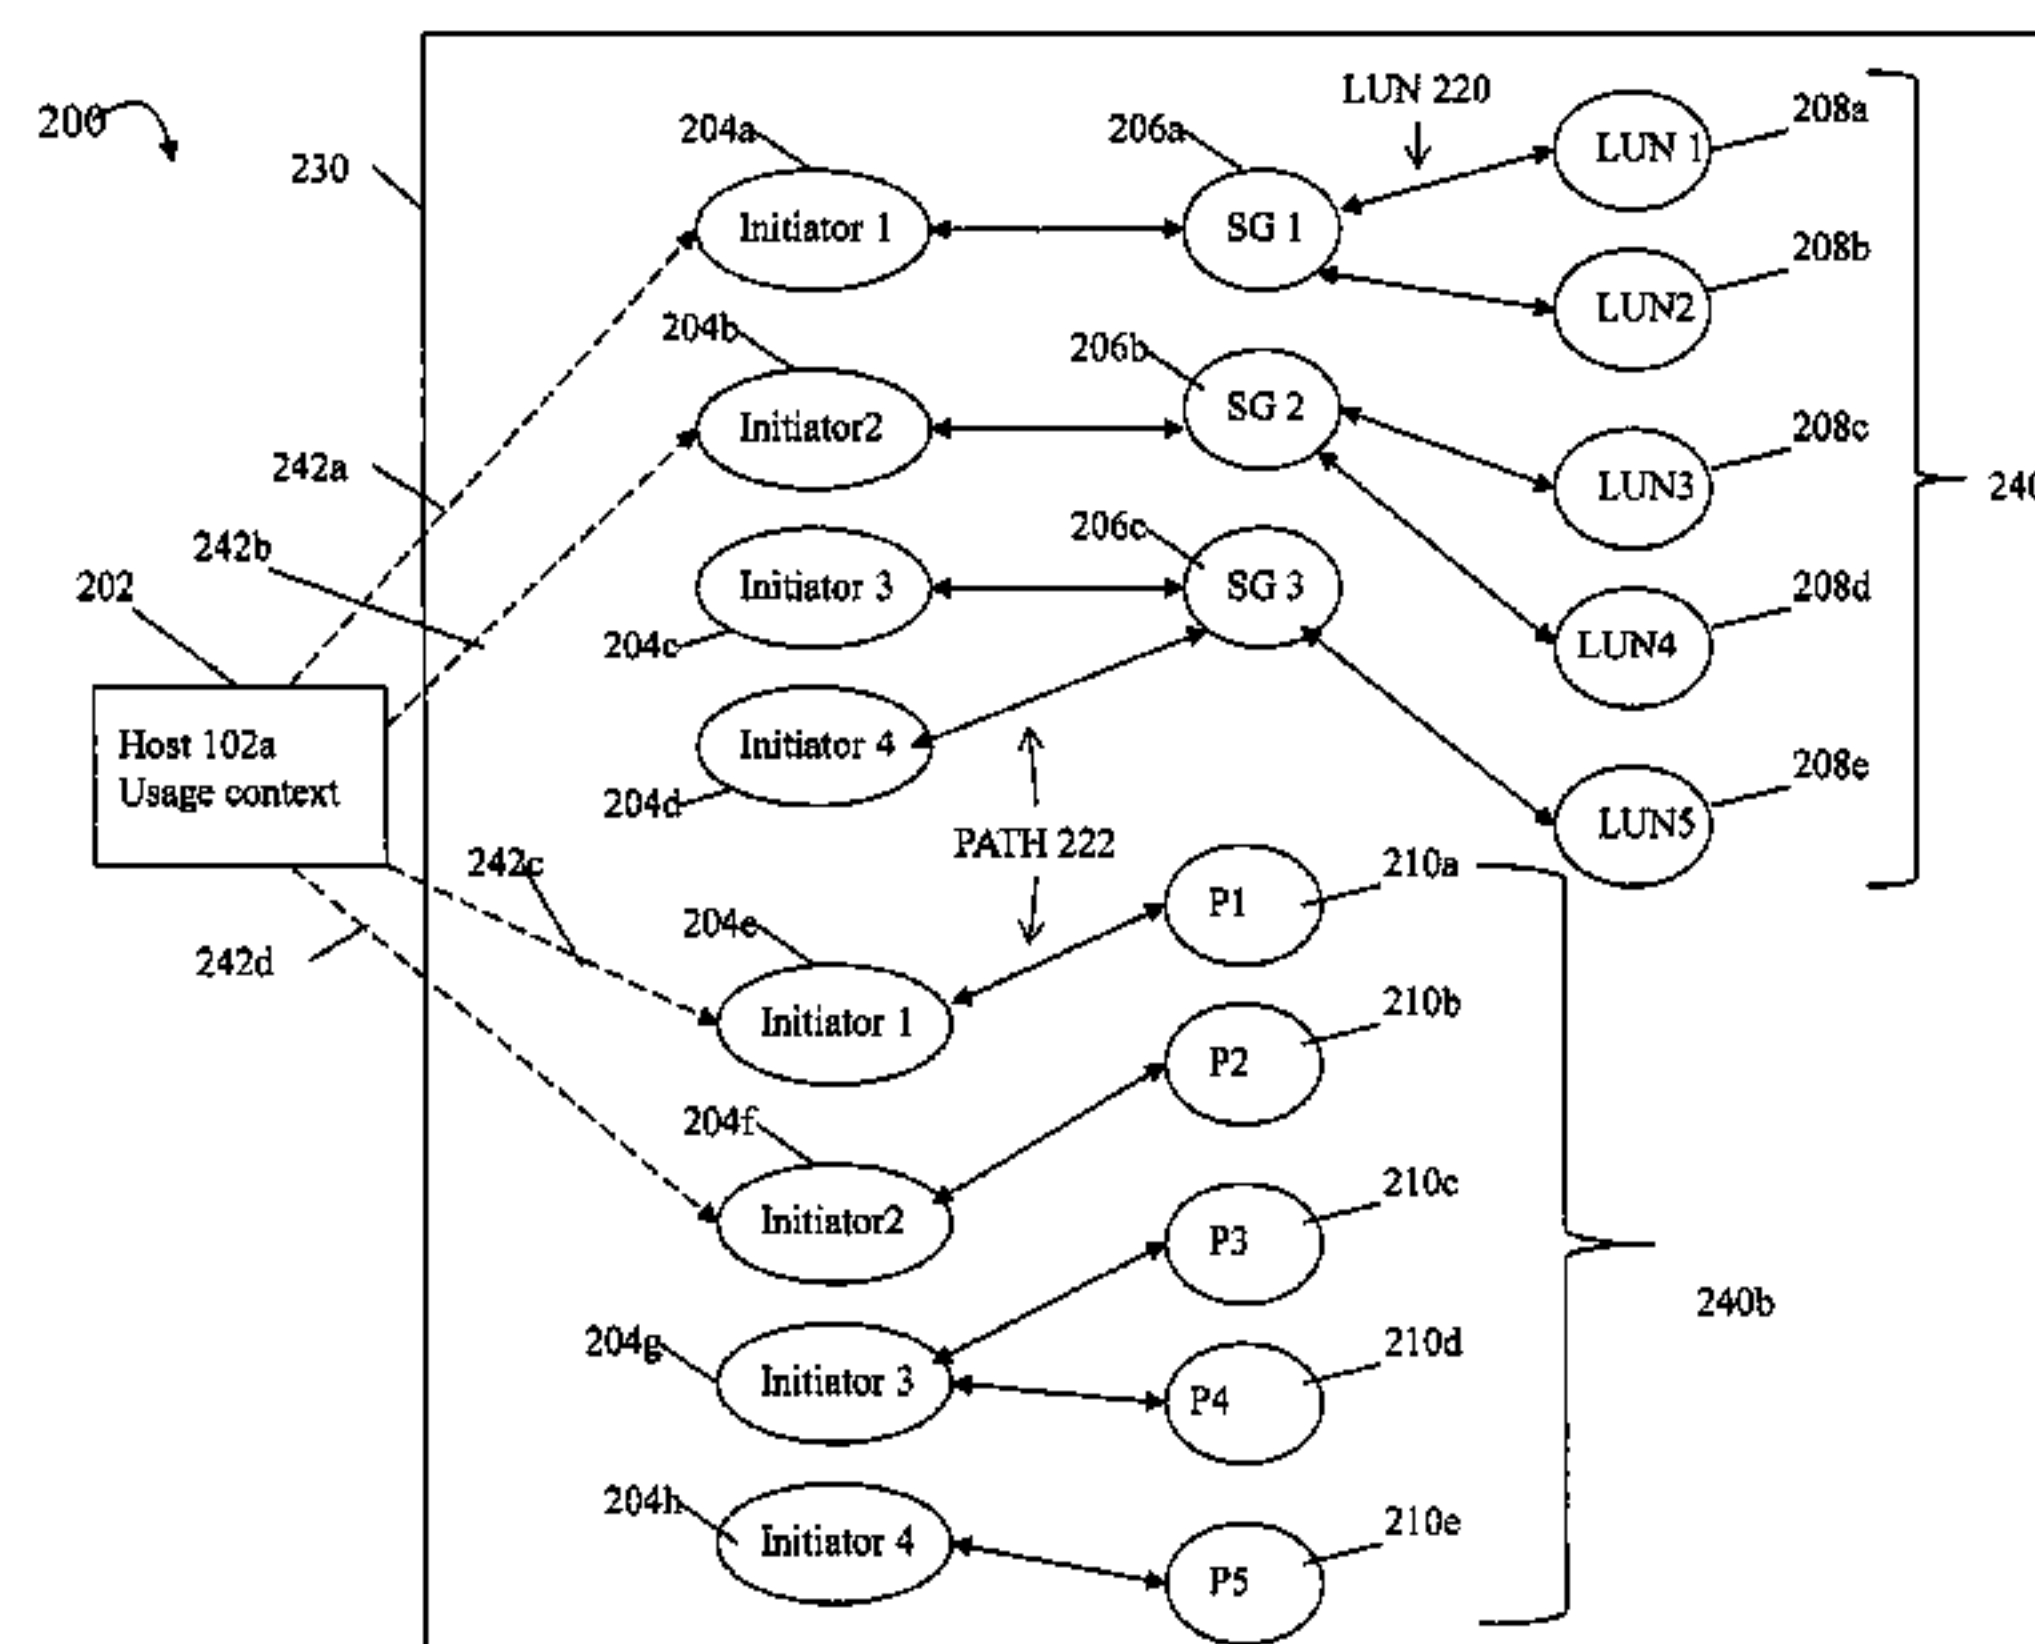 200
230
204a
206a
LUN 220
LUN 1
208a
Initiator 1
SG 1
208b
LUN2
204b
206b
Initiator2
SG 2
208c
LUN3
242a
240
242b
206c
202
Initiator 3
SG 3
208d
LUN4
204c
Host 102a
Usage context
Initiator 4
204d
208e
LUN5
PATH 222
242c
210a
P1
204e
242d
Initiator 1
210b
P2
204f
Initiator2
210c
P3
240b
204g
Initiator 3
210d
P4
204h
Initiator 4
210e
P5